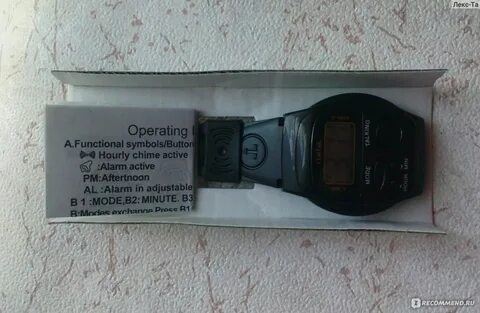 Лекс-Та
Operating
A.Functional symbols/Button
Hourly chime active
:Alarm active
PM:Afternoon
AL :Alarm in adjustable
B 1 :MODE,B2: MINUTE. B3
B:Modes exchange Press B1
TALKING
MODE
HOUR
I RECOMMEND.RU